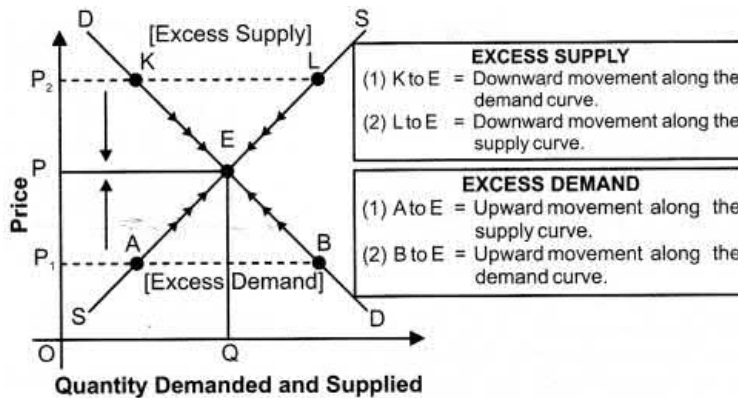 D
S
[Excess Supply]
K
L
P2
E
P
Price
A
B
P1
[Excess Demand]
S
D
O
Q
Quantity Demanded and Supplied
EXCESS SUPPLY
(1) K to E = Downward movement along the
demand curve.
(2) L to E = Downward movement along the
supply curve.
EXCESS DEMAND
(1) A to E = Upward movement along the
supply curve.
(2) B to E = Upward movement along the
demand curve.